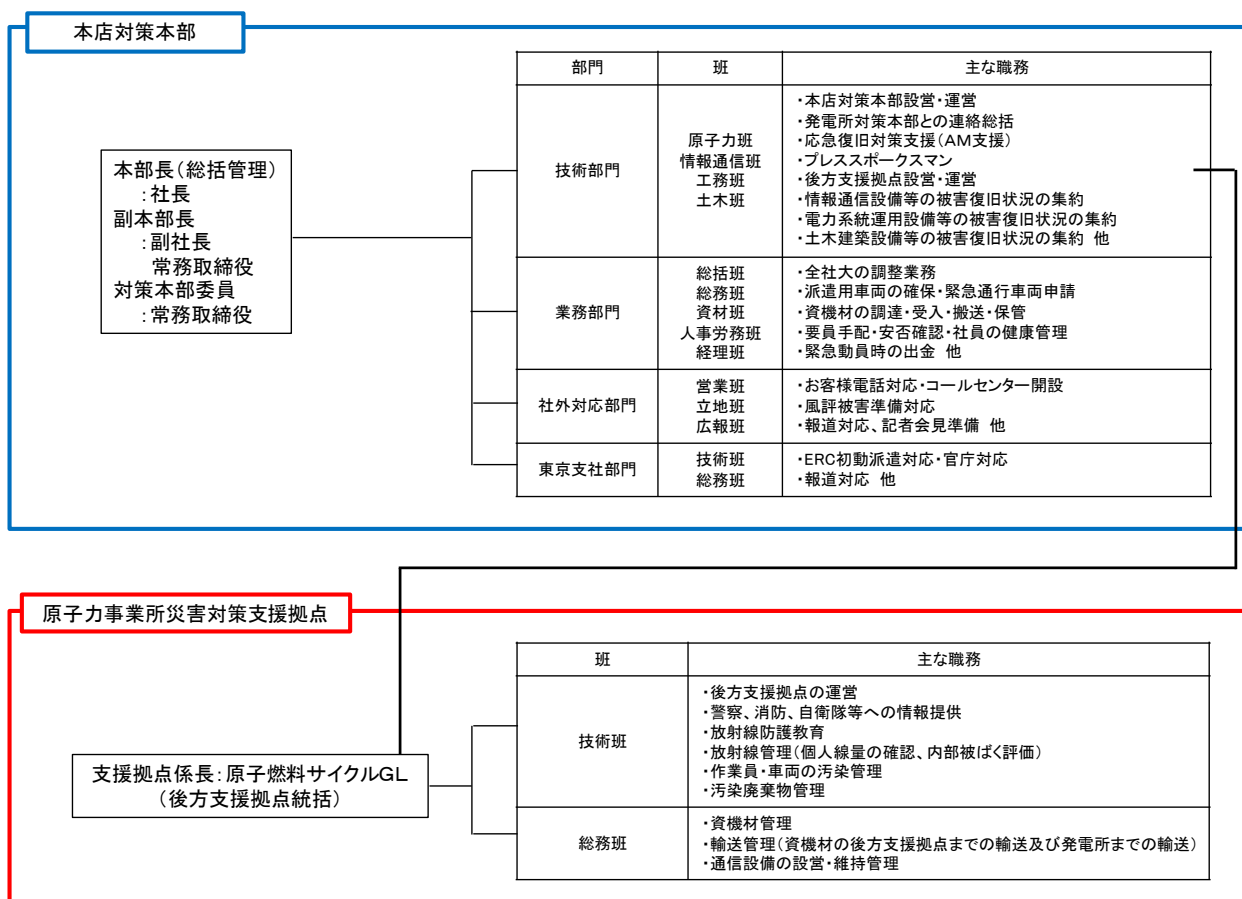 本店対策本部
本部長(総括管理)
:社長
副本部長
:副社長
常務取締役
対策本部委員
:常務取締役
部門 班 主な職務
技術部門
原子力班
情報通信班
工務班
土木班
・本店対策本部設営・運営
・発電所対策本部との連絡総括
・応急復旧対策支援(AM支援)
・プレススポークスマン
・後方支援拠点設営・運営
・情報通信設備等の被害復旧状況の集約
・電力系統運用設備等の被害復旧状況の集約
・土木建築設備等の被害復旧状況の集約 他
業務部門
総括班
総務班
資材班
人事労務班
経理班
・全社大の調整業務
・派遣用車両の確保・緊急通行車両申請
・資機材の調達・受入・搬送・保管
・要員手配・安否確認・社員の健康管理
・緊急動員時の出金 他
社外対応部門
営業班
立地班
広報班
・お客様電話対応・コールセンター開設
・風評被害準備対応
・報道対応、記者会見準備 他
東京支社部門
技術班
総務班
・ERC初動派遣対応・官庁対応
・報道対応 他
原子力事業所災害対策支援拠点
支援拠点係長:原子燃料サイクルGL
(後方支援拠点統括)
班 主な職務
技術班
・後方支援拠点の運営
・警察、消防、自衛隊等への情報提供
・放射線防護教育
・放射線管理(個人線量の確認、内部被ばく評価)
・作業員・車両の汚染管理
・汚染廃棄物管理
総務班
・資機材管理
・輸送管理(資機材の後方支援拠点までの輸送及び発電所までの輸送)
・通信設備の設営・維持管理